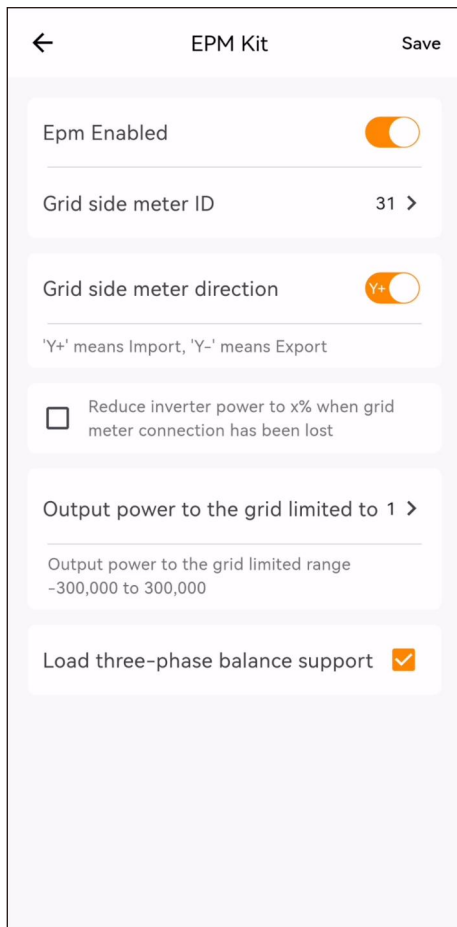 EPM Kit
Save
Epm Enabled
Grid side meter ID
31
Grid side meter direction
Y+
'Y+' means Import, 'Y-' means Export
Reduce inverter power to x% when grid
meter connection has been lost
Output power to the grid limited to 1
Output power to the grid limited range
-300,000 to 300,000
Load three-phase balance support